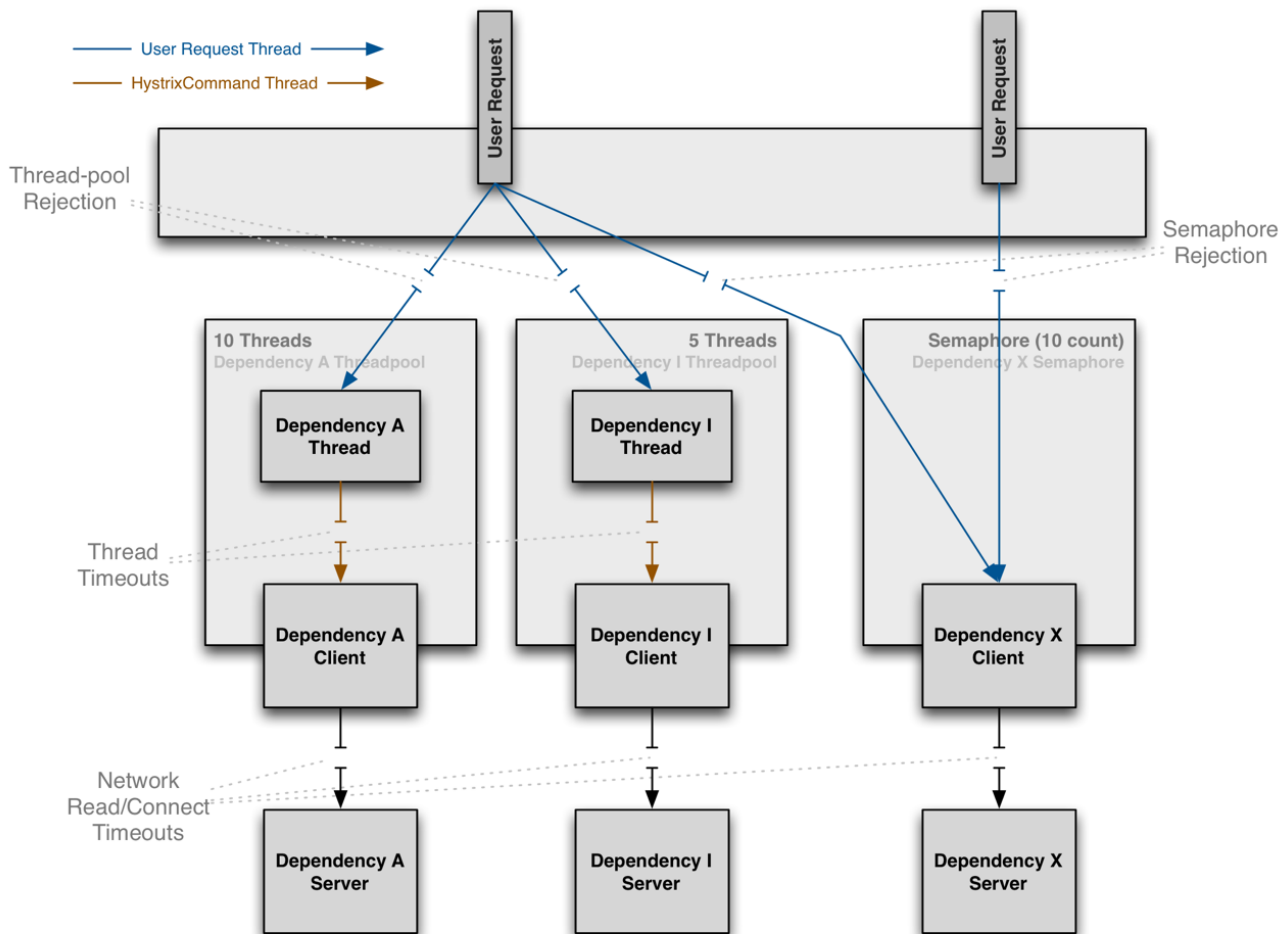 User Request Thread
HystrixCommand Thread
User Request
User Request
Thread-pool
Rejection
Semaphore
Rejection
10 Threads
Dependency A Threadpool
5 Threads
Dependency I Threadpool
Semaphore (10 count)
Dependency X Semaphore
Dependency A
Thread
Dependency I
Thread
Thread
Timeouts
Dependency A
Client
Dependency I
Client
Dependency X
Client
Network
Read/Connect
Timeouts
Dependency A
Server
Dependency I
Server
Dependency X
Server